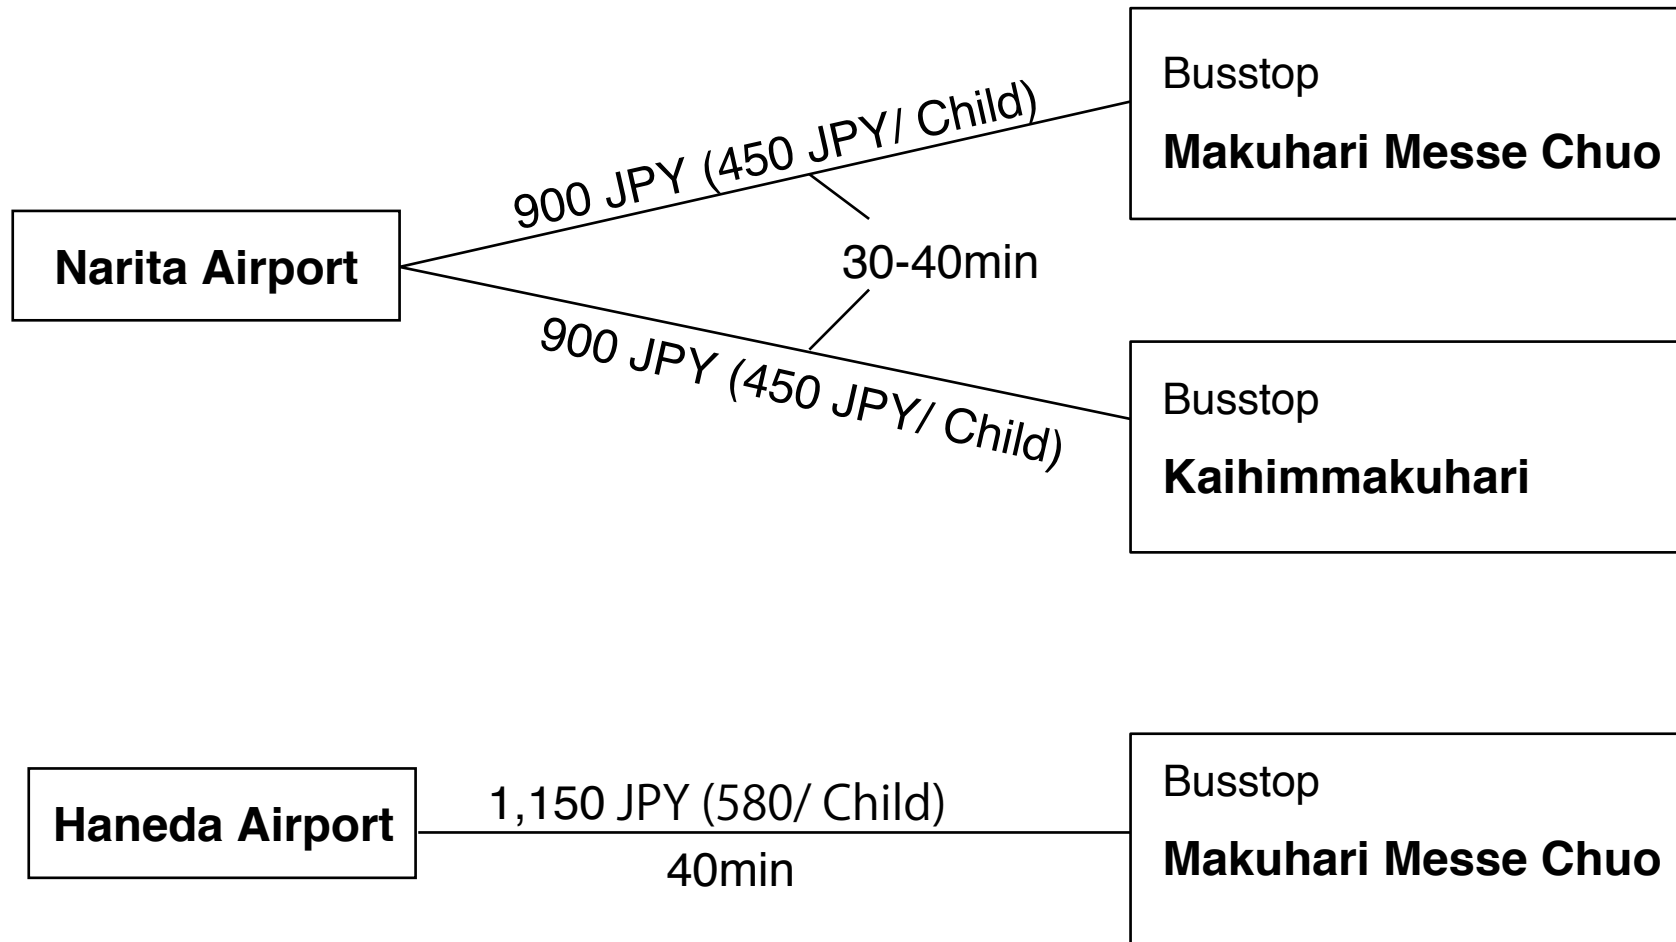 Narita Airport
900 JPY (450 JPY/ Child)
30-40min
900 JPY (450 JPY/ Child)
Busstop
Makuhari Messe Chuo
Busstop
Kaihimmakuhari
Haneda Airport
1,150 JPY (580/ Child)
40min
Busstop
Makuhari Messe Chuo